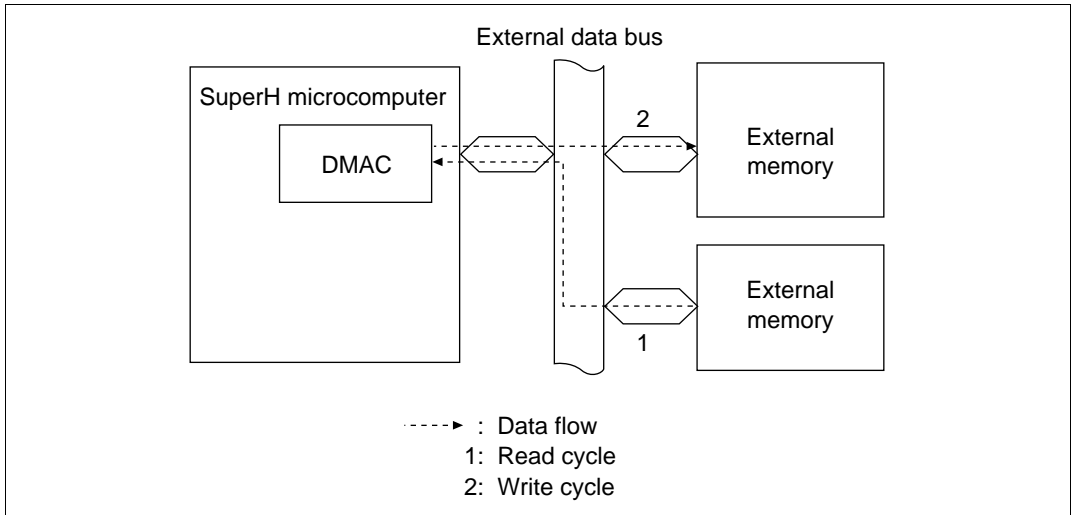 External data bus
SuperH microcomputer
DMAC
2
External
memory
External
memory
1
: Data flow
1: Read cycle
2: Write cycle